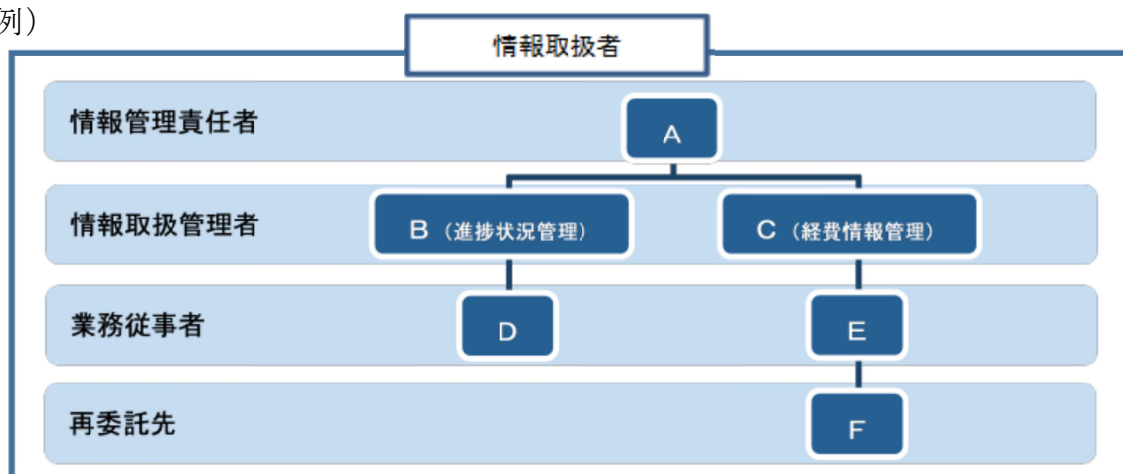 例）
情報取扱者
情報管理責任者
A
情報取扱管理者
B（進捗状況管理）
C（経費情報管理）
業務従事者
D
E
再委託先
F